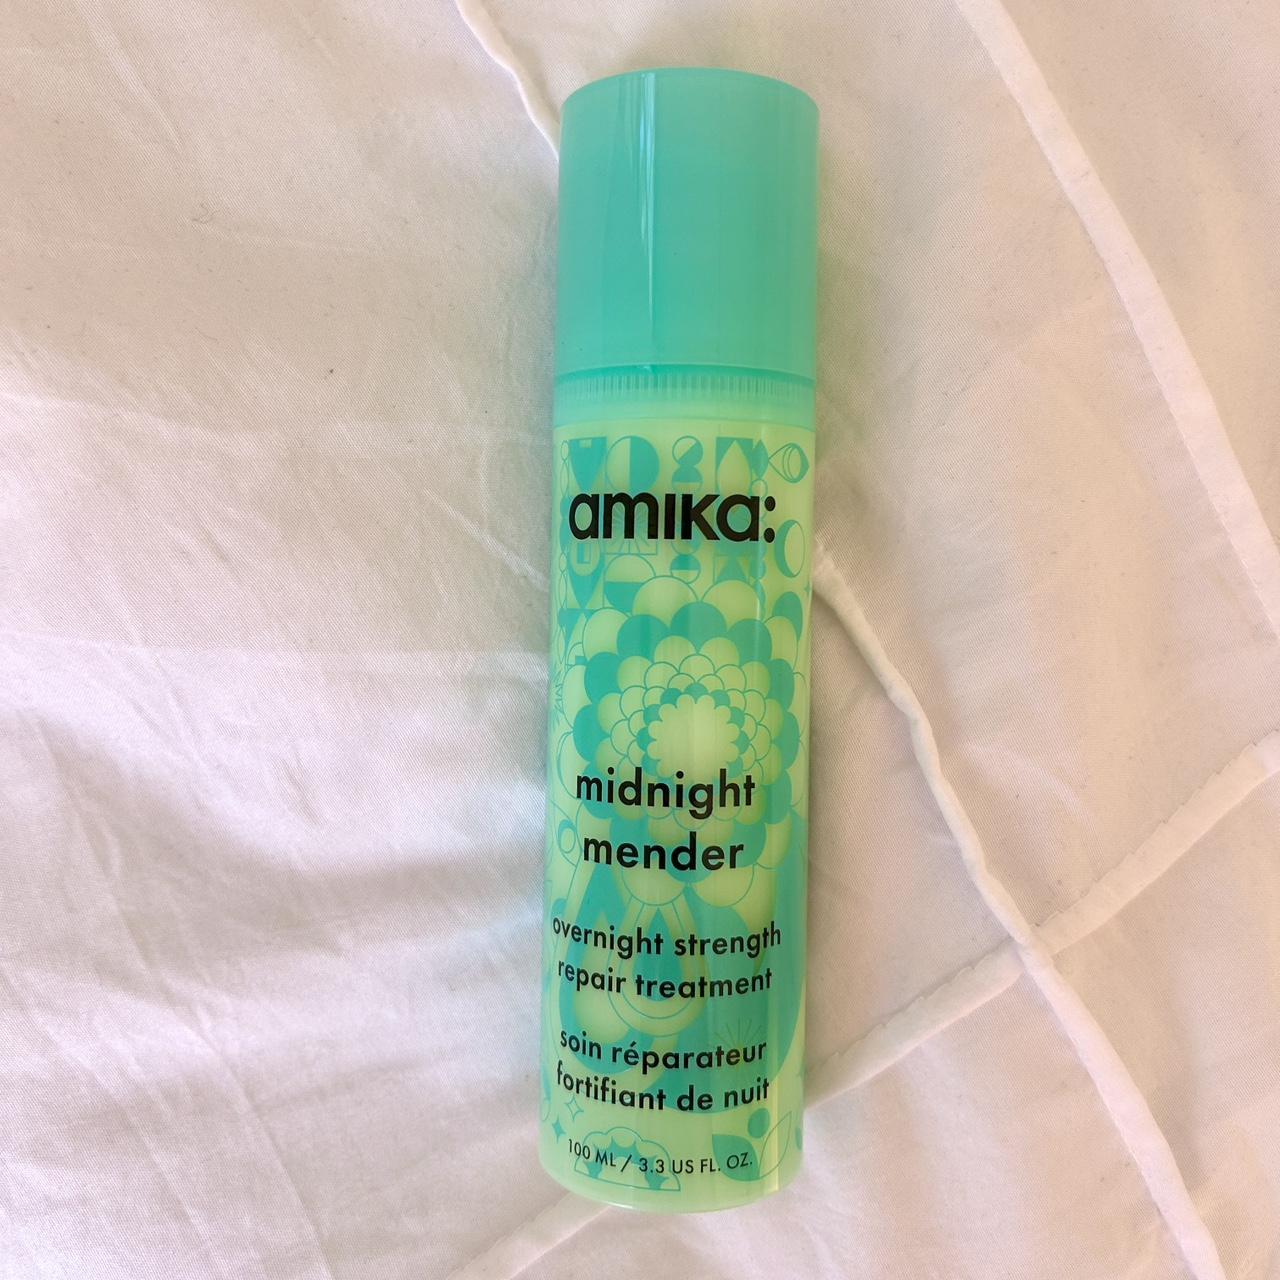 amika:
midnight
mender
overnight strength
repair treatment
soin réparateur
fortifiant de nuit
100 ML / 3.3 US FL. OZ.